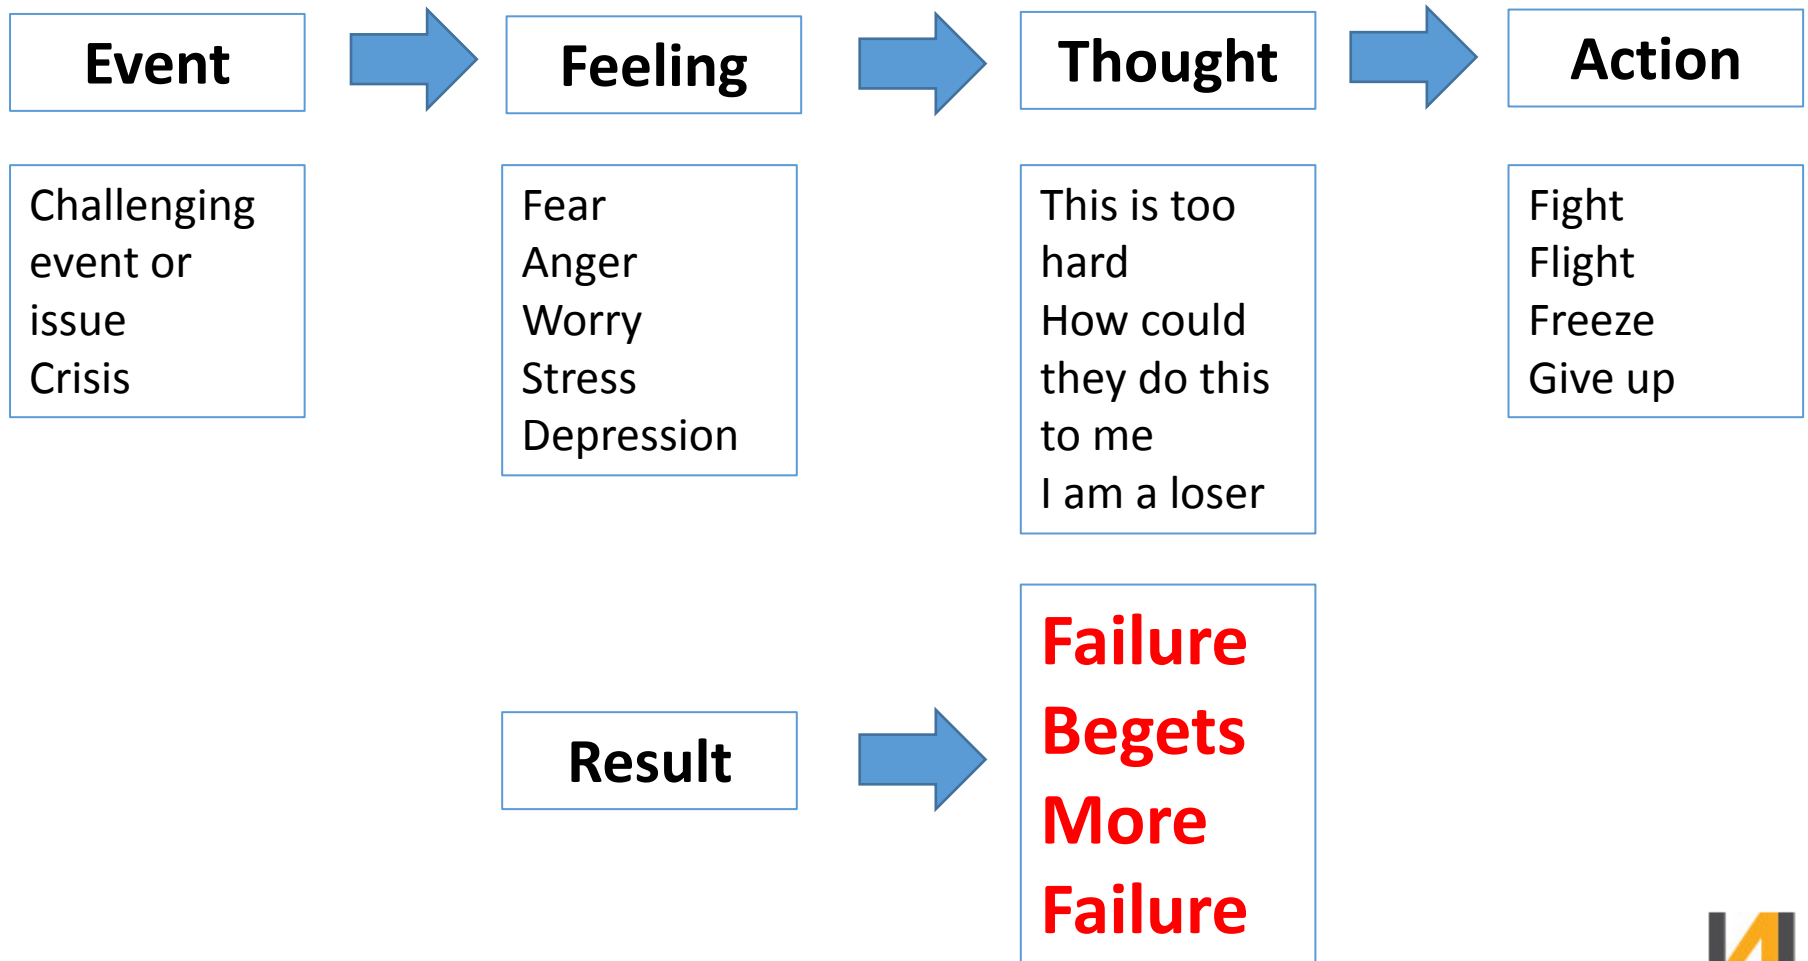 Event
Feeling
Thought
Action
Challenging
event or
issue
Crisis
Fear
Anger
Worry
Stress
Depression
This is too
hard
How could
they do this
to me
I am a loser
Fight
Flight
Freeze
Give up
Result
Failure
Begets
More
Failure